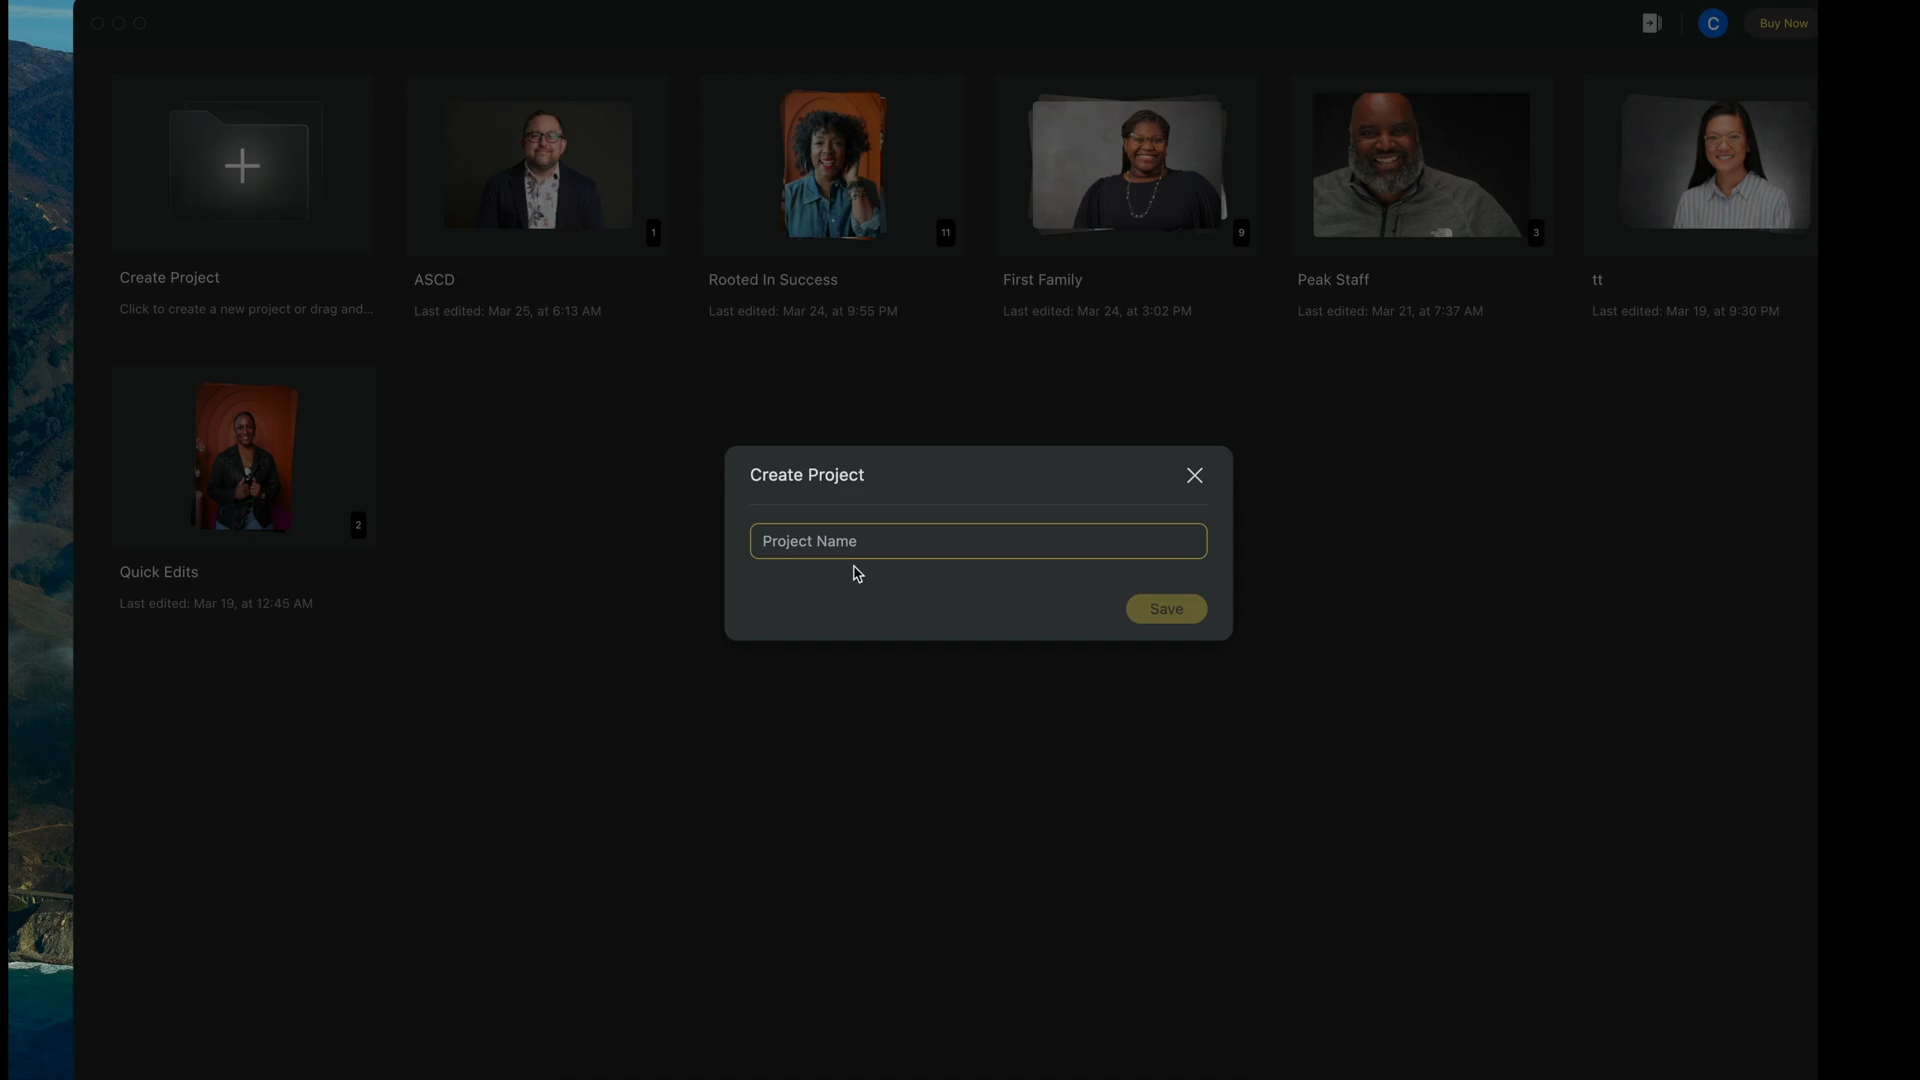 C
Buy Now
1
11
9
3
Create Project
ASCD
Rooted In Success
First Family
Peak Staff
tt
Click to create a new project or drag and...
Last edited: Mar 25, at 6:13 AM
Last edited: Mar 24, at 9:55 PM
Last edited: Mar 24, at 3:02 PM
Last edited: Mar 21, at 7:37 AM
Last edited: Mar 19, at 9:30 PM
2
Quick Edits
Last edited: Mar 19, at 12:45 AM
Create Project
Project Name
Save